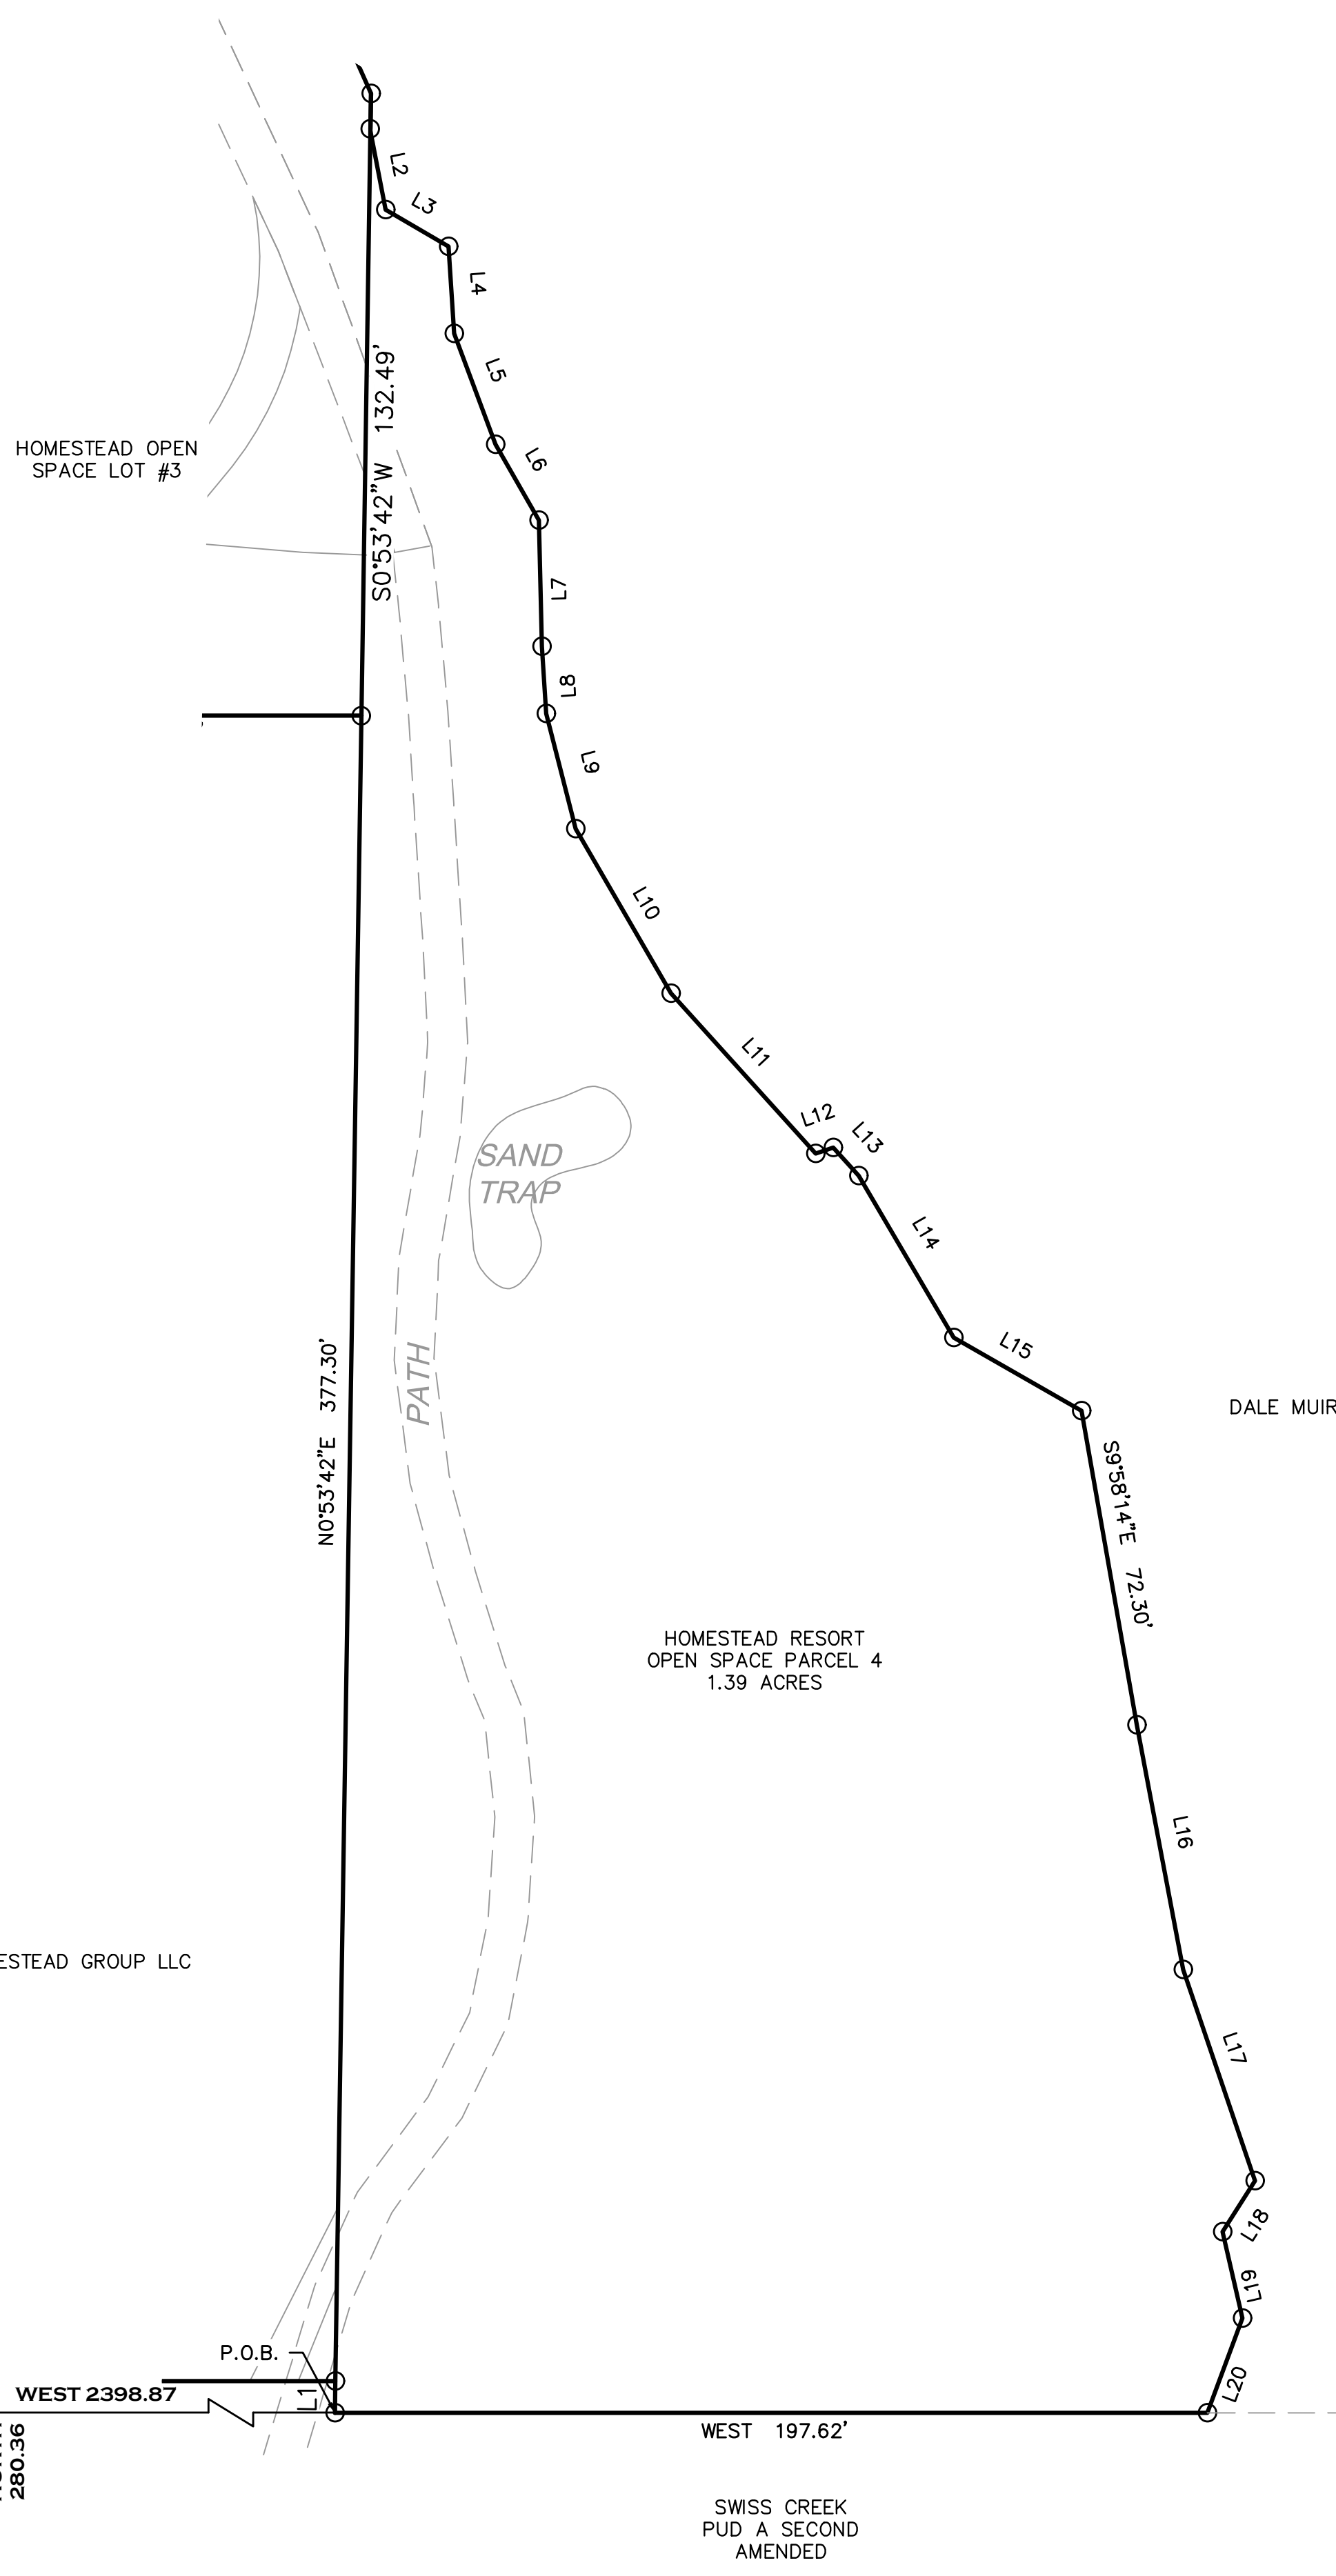 L2
L3
L4
S0°53'42"W 132.49'
L5
HOMESTEAD OPEN
SPACE LOT #3
L6
L7
L8
L9
L10
L11
L12
L13
SAND
TRAP
L14
N0°53'42"E 377.30'
PATH
L15
DALE MUIR
S9°58'14"E 72.30'
HOMESTEAD RESORT
OPEN SPACE PARCEL 4
1.39 ACRES
L16
ESTEAD GROUP LLC
L17
L18
L19
P.O.B.
L20
L1
WEST 2398.87
WEST 197.62'
280.36
SWISS CREEK
PUD A SECOND
AMENDED